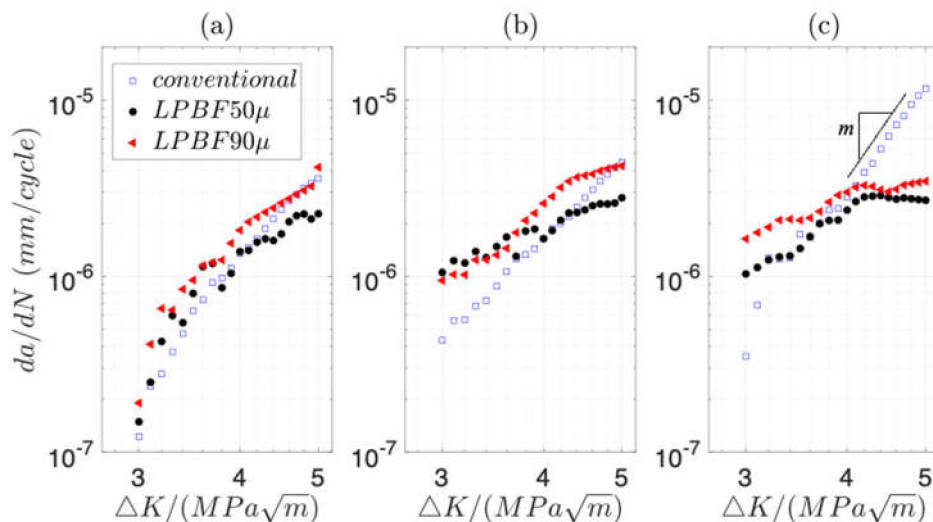 (a) (b) (c)
conventional
LPBF50μ
LPBF90μ
m
da/dN (mm/cycle)
10-5 10-5 10-5
10-6 10-6 10-6
10-7 10-7 10-7
3 4 5 3 4 5 3 4 5
△K/(MPa√m) △K/(MPa√m) △K/(MPa√m)